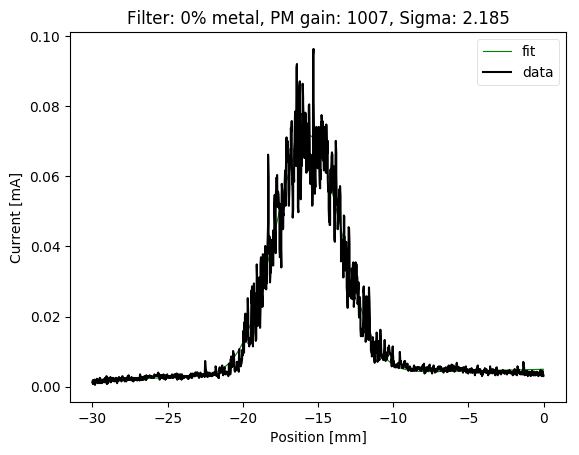 Filter: 0% metal, PM gain: 1007, Sigma: 2.185
fit
data
0.10
0.08
0.06
0.04
0.02
0.00
Current [mA]
−30
−25
−20
−15
−10
−5
0
Position [mm]